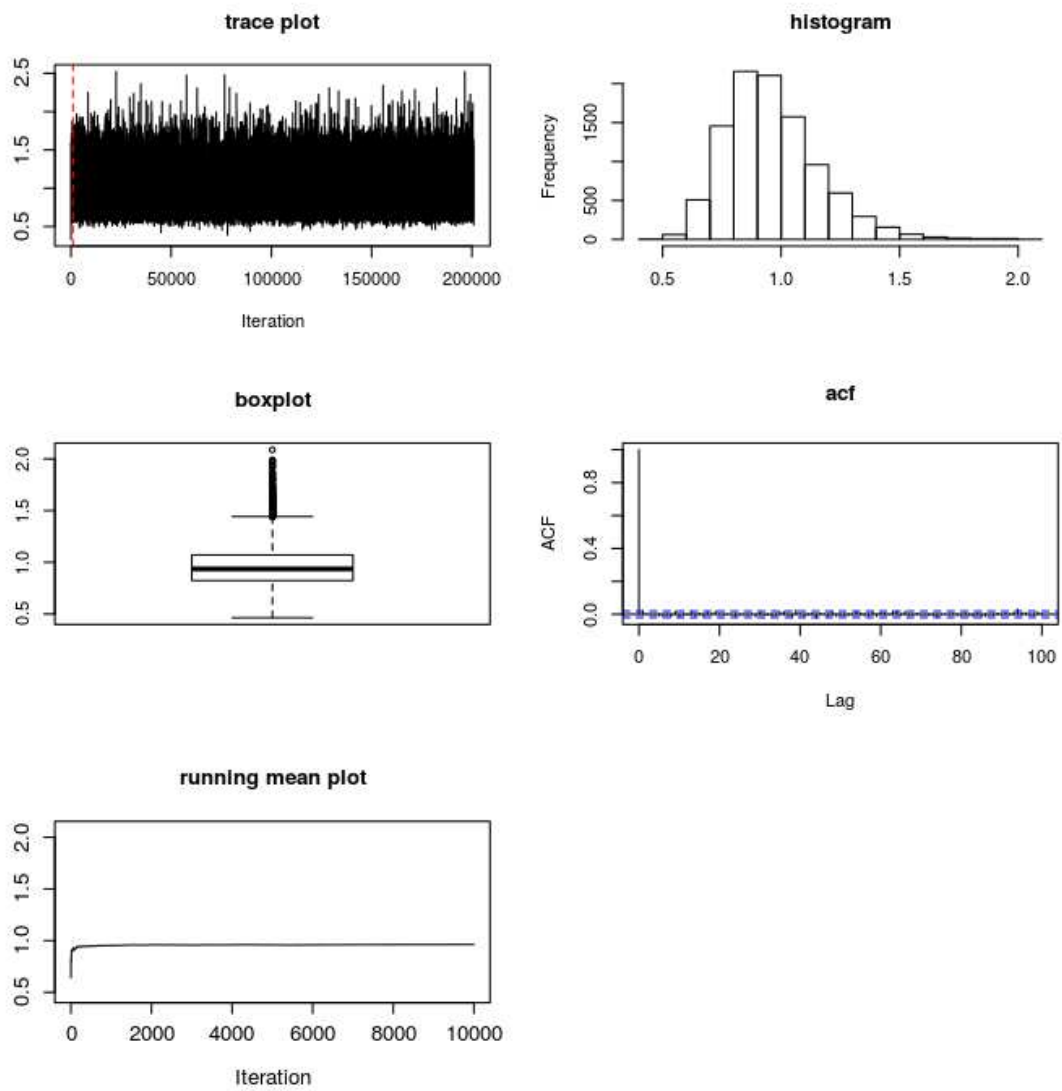 trace plot
2.5
1.5
0.5
0 50000 100000 150000 200000
Iteration
histogram
Frequency
1500
500
0
0.5 1.0 1.5 2.0
boxplot
2.0
1.5
1.0
0.5
acf
ACF
0.8
0.4
0.0
0 20 40 60 80 100
Lag
running mean plot
2.0
1.5
1.0
0.5
0 2000 4000 6000 8000 10000
Iteration